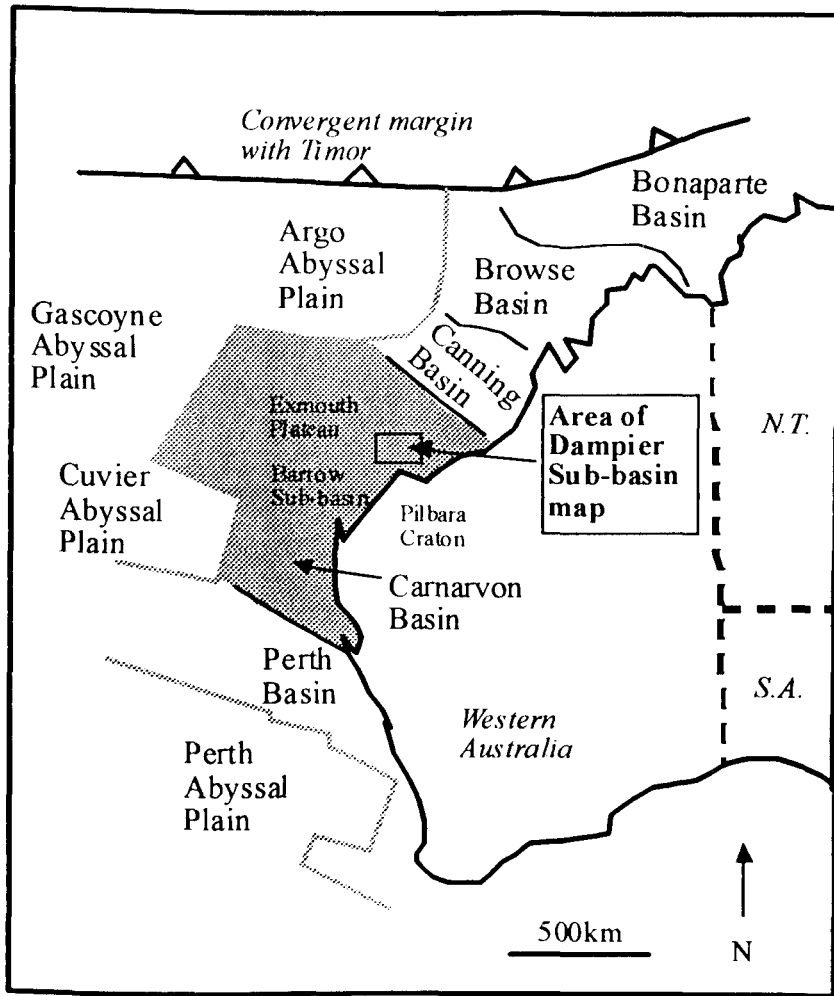 Convergent margin
with Timor
Bonaparte
Basin
Argo
Abyssal
Plain
Browse
Basin
Gascoyne
Abyssal
Plain
Canning
Basin
Exmouth
Plateau
Area of
Dampier
Sub-basin
map
N.T.
Cuvier
Abyssal
Plain
Barrow
Sub-basin
Pilbara
Craton
Carnarvon
Basin
Perth
Basin
S.A.
Western
Australia
Perth
Abyssal
Plain
500km
N